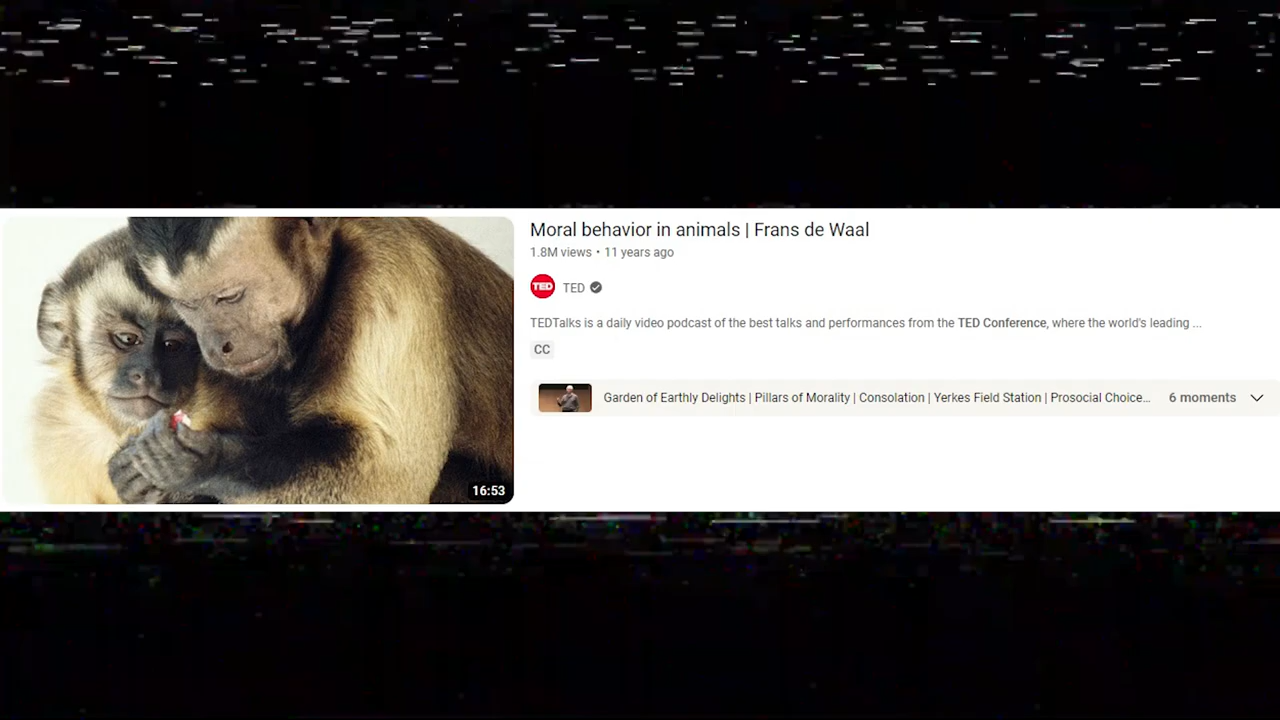 Moral behavior in animals | Frans de Waal
1.8M views • 11 years ago
TED TED
TEDTalks is a daily video podcast of the best talks and performances from the TED Conference, where the world's leading ...
CC
Garden of Earthly Delights | Pillars of Morality | Consolation | Yerkes Field Station | Prosocial Choice... 6 moments
16:53